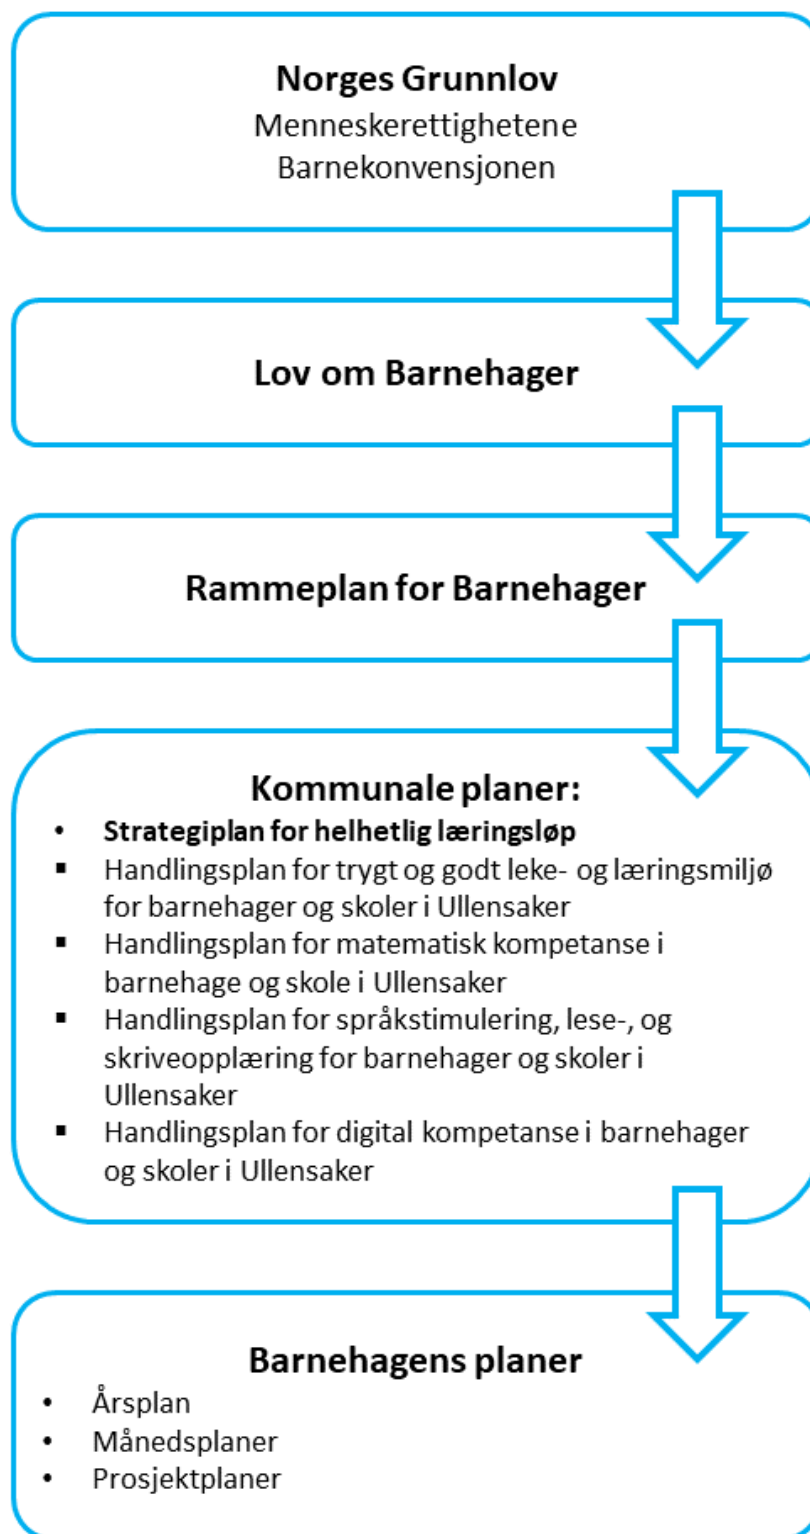 Norges Grunnlov
Menneskerettighetene
Barnekonvensjonen
Lov om Barnehager
Rammeplan for Barnehager
Kommunale planer:
• Strategiplan for helhetlig læringsløp
▪ Handlingsplan for trygt og godt leke- og læringsmiljø
for barnehager og skoler i Ullensaker
▪ Handlingsplan for matematisk kompetanse i
barnehage og skole i Ullensaker
▪ Handlingsplan for språkstimulering, lese-, og
skriveopplæring for barnehager og skoler i
Ullensaker
▪ Handlingsplan for digital kompetanse i barnehager
og skoler i Ullensaker
Barnehagens planer
• Årsplan
• Månedsplaner
• Prosjektplaner